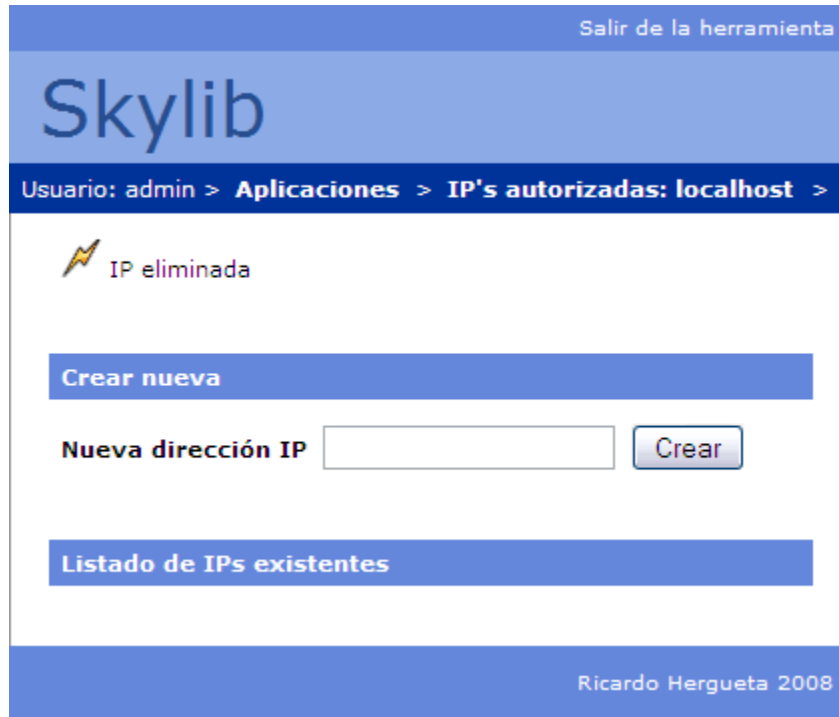 Salir de la herramienta
Skylib
Usuario: admin > Aplicaciones > IP's autorizadas: localhost >
IP eliminada
Crear nueva
Nueva dirección IP Crear
Listado de IPs existentes
Ricardo Hergueta 2008